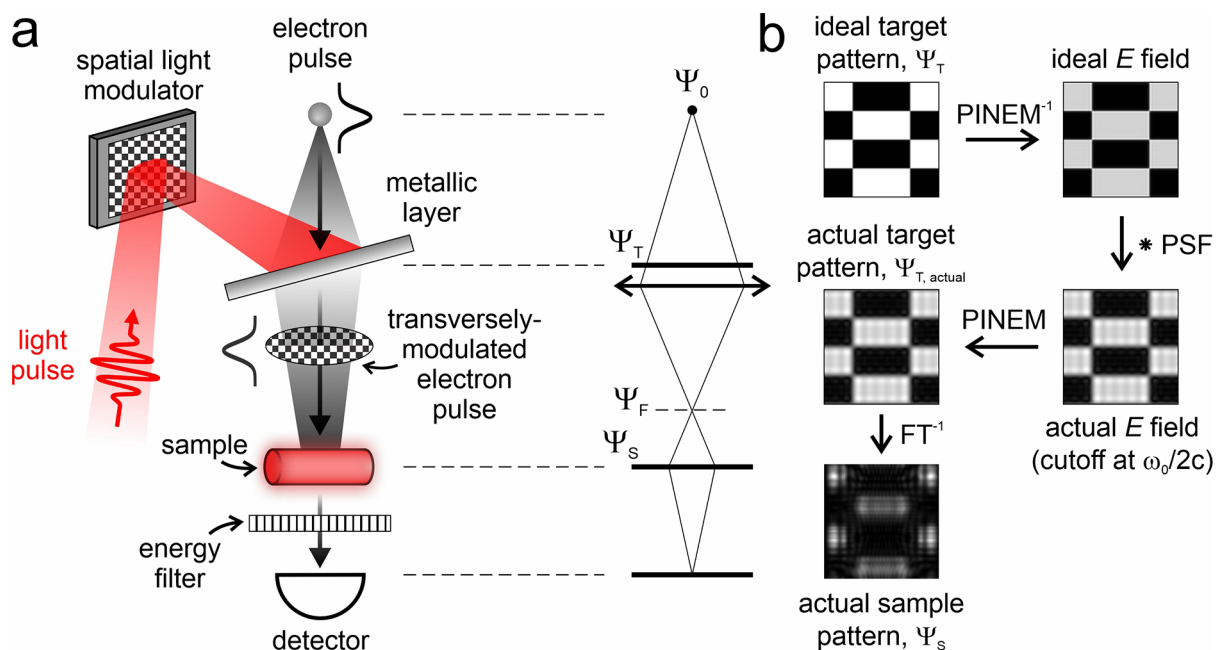 a
electron
pulse
spatial light
modulator
metallic
layer
light
pulse
transversely-
modulated
electron
pulse
sample
energy
filter
detector
Ψ0
ΨT
ΨF
ΨS
b
ideal target
pattern, ΨT
PINEM-1
ideal E field
* PSF
actual target
pattern, ΨT, actual
PINEM
actual E field
(cutoff at ω0/2c)
FT-1
actual sample
pattern, ΨS